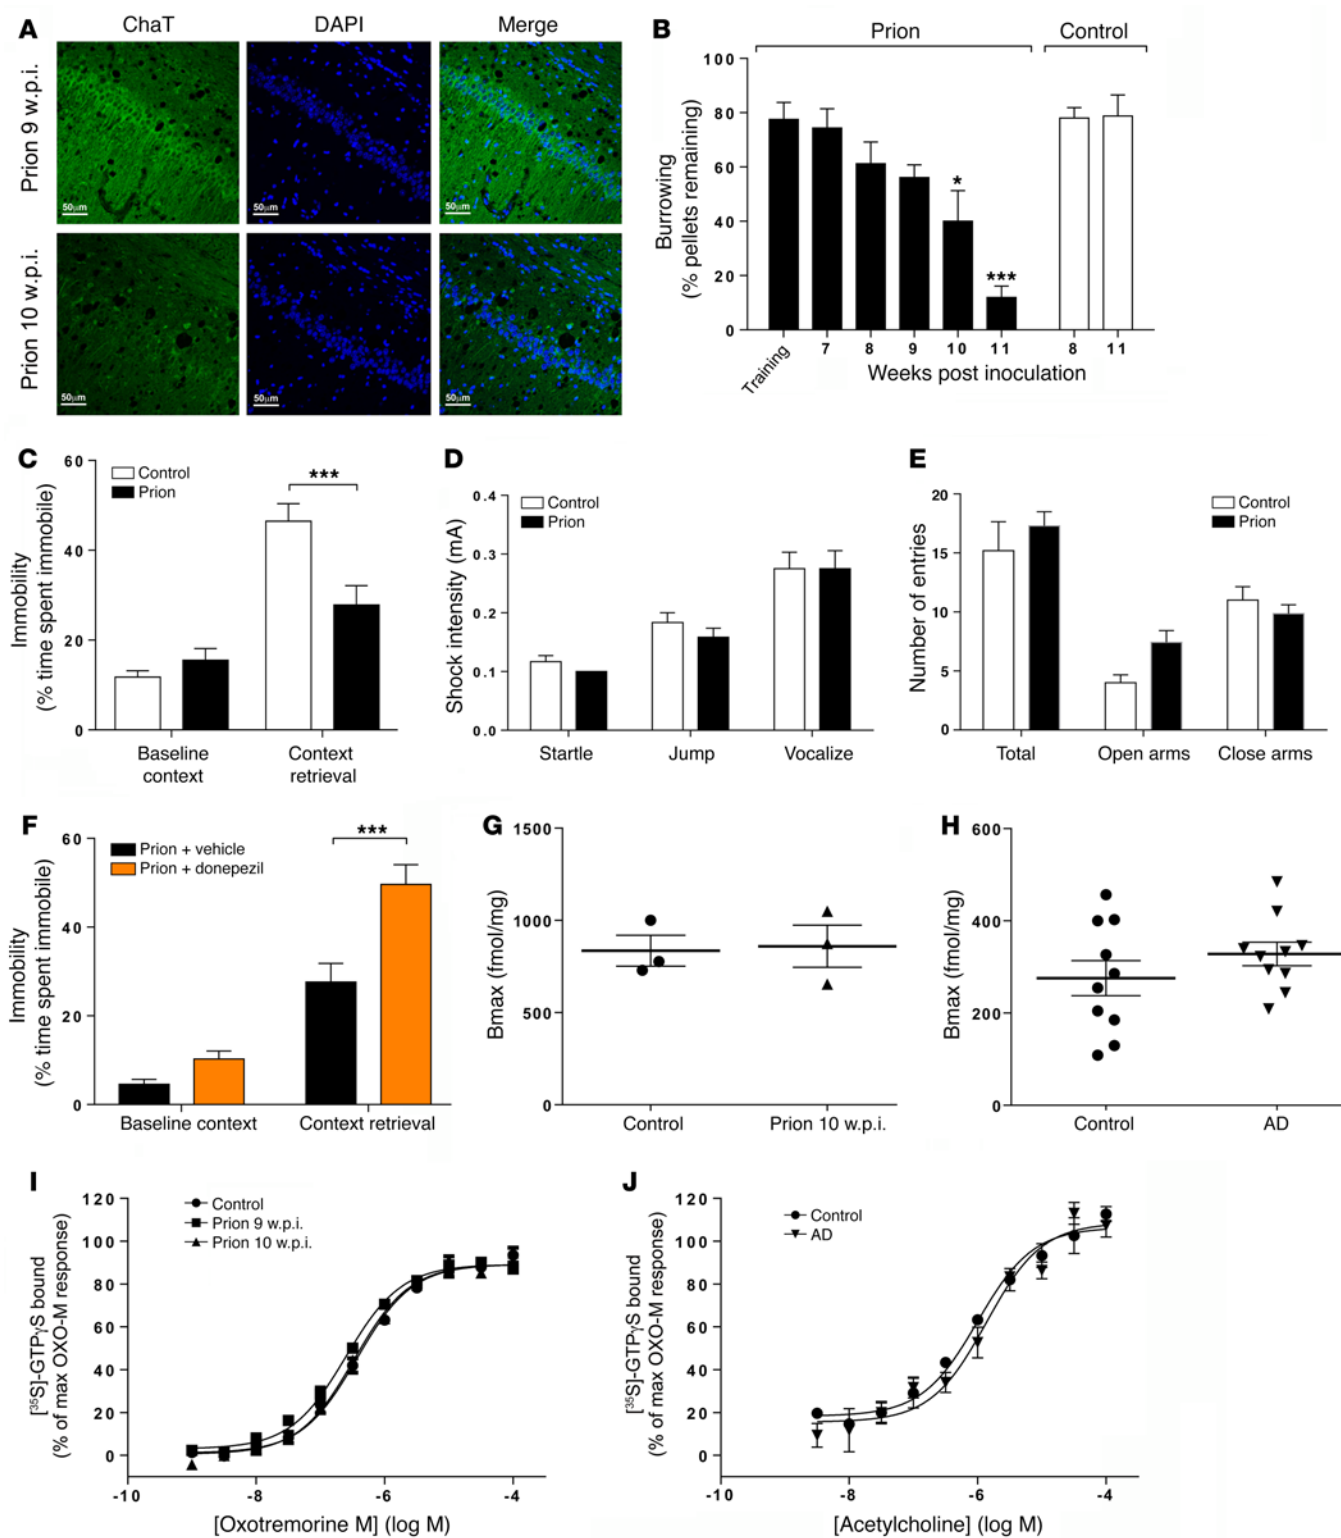 A
ChaT
DAPI
Merge
Prion 9 w.p.i.
50µm
50µm
50µm
Prion 10 w.p.i.
50µm
50µm
50µm
B
Prion
Control
Burrowing
(% pellets remaining)
100
80
60
40
20
0
*
***
Training
7
8
9
10
11
8
11
Weeks post inoculation
C
Immobility
(% time spent immobile)
60
40
20
0
Control
Prion
***
Baseline
context
Context
retrieval
D
Shock intensity (mA)
0.4
0.3
0.2
0.1
0.0
Control
Prion
Startle
Jump
Vocalize
E
Number of entries
20
15
10
5
0
Control
Prion
Total
Open arms
Close arms
F
Immobility
(% time spent immobile)
60
40
20
0
Prion + vehicle
Prion + donepezil
***
Baseline context
Context retrieval
G
Bmax (fmol/mg)
1500
1000
500
0
Control
Prion 10 w.p.i.
H
Bmax (fmol/mg)
600
400
200
0
Control
AD
I
[³⁵S]-GTPγS bound
(% of max OXO-M response)
120
100
80
60
40
20
0
Control
Prion 9 w.p.i.
Prion 10 w.p.i.
-10
-8
-6
-4
[Oxotremorine M] (log M)
J
[³⁵S]-GTPγS bound
(% of max OXO-M response)
120
100
80
60
40
20
0
Control
AD
-10
-8
-6
-4
[Acetylcholine] (log M)